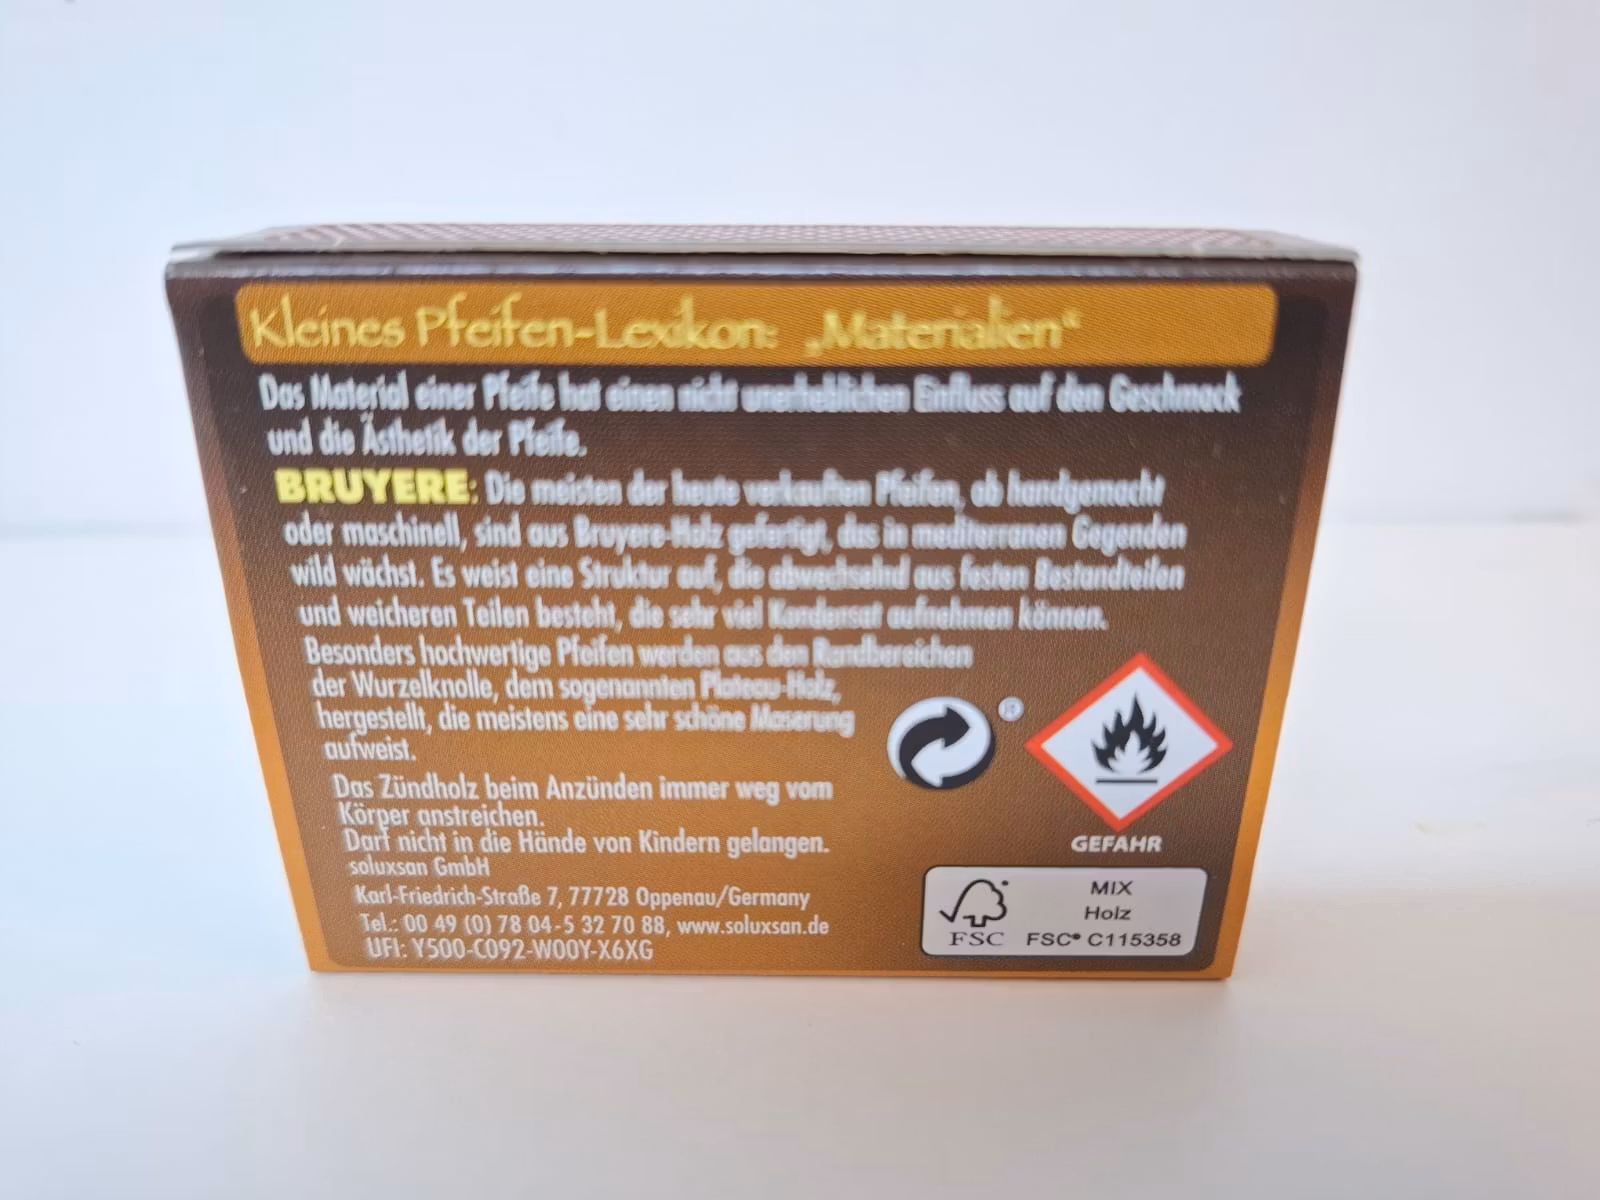 Kleines Pfeifen-Lexikon: „Materialien“
Das Material einer Pfeife hat einen nicht unerheblichen Einfluss auf den Geschmack
und die Ästhetik der Pfeife.
BRUYERE: Die meisten der heute verkauften Pfeifen, ob handgemacht
oder maschinell, sind aus Bruyere-Holz gefertigt, das in mediterranen Gegenden
wild wächst. Es weist eine Struktur auf, die abwechselnd aus festen Bestandteilen
und weicheren Teilen besteht, die sehr viel Kondensat aufnehmen können.
Besonders hochwertige Pfeifen werden aus den Randbereichen
der Wurzelknolle, dem sogenannten Plateau-Holz,
hergestellt, die meistens eine sehr schöne Maserung
aufweist.
Das Zündholz beim Anzünden immer weg vom
Körper anstreichen.
Darf nicht in die Hände von Kindern gelangen.
soluxsan GmbH
Karl-Friedrich-Straße 7, 77728 Oppenau/Germany
Tel.: 00 49 (0) 78 04-5 32 70 88, www.soluxsan.de
UFI: Y500-C092-W00Y-X6XG
®
GEFAHR
FSC
MIX
Holz
FSC® C115358